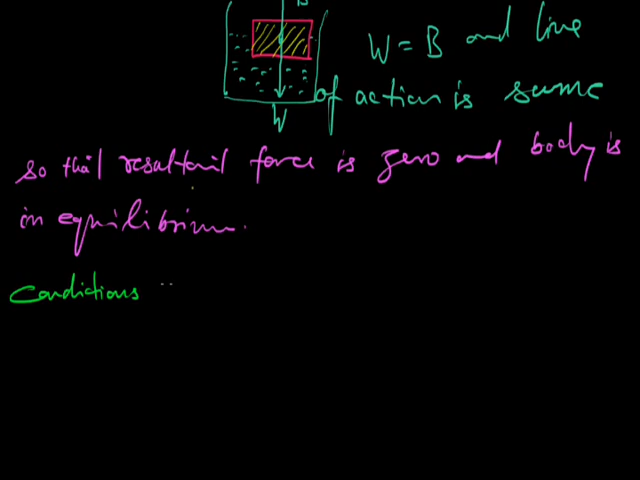 W = B and line
of action is same
W
so that resultant force is zero and body is
in equilibrium.
Conditions